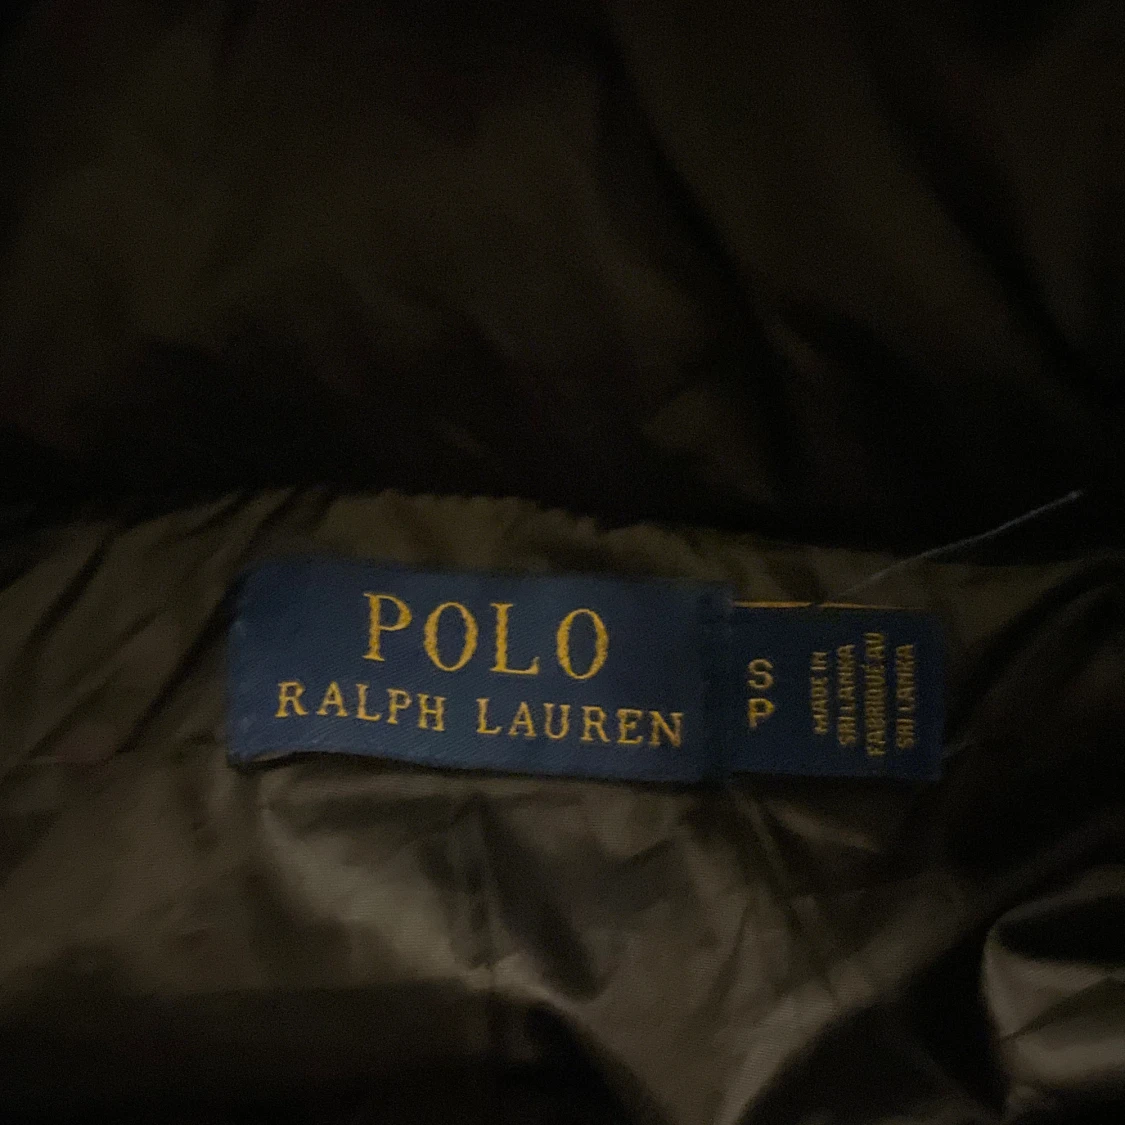 POLO
RALPH LAUREN
S
P
MADE IN
SRI LANKA
FABRIQUÉ AU
SRI LANKA